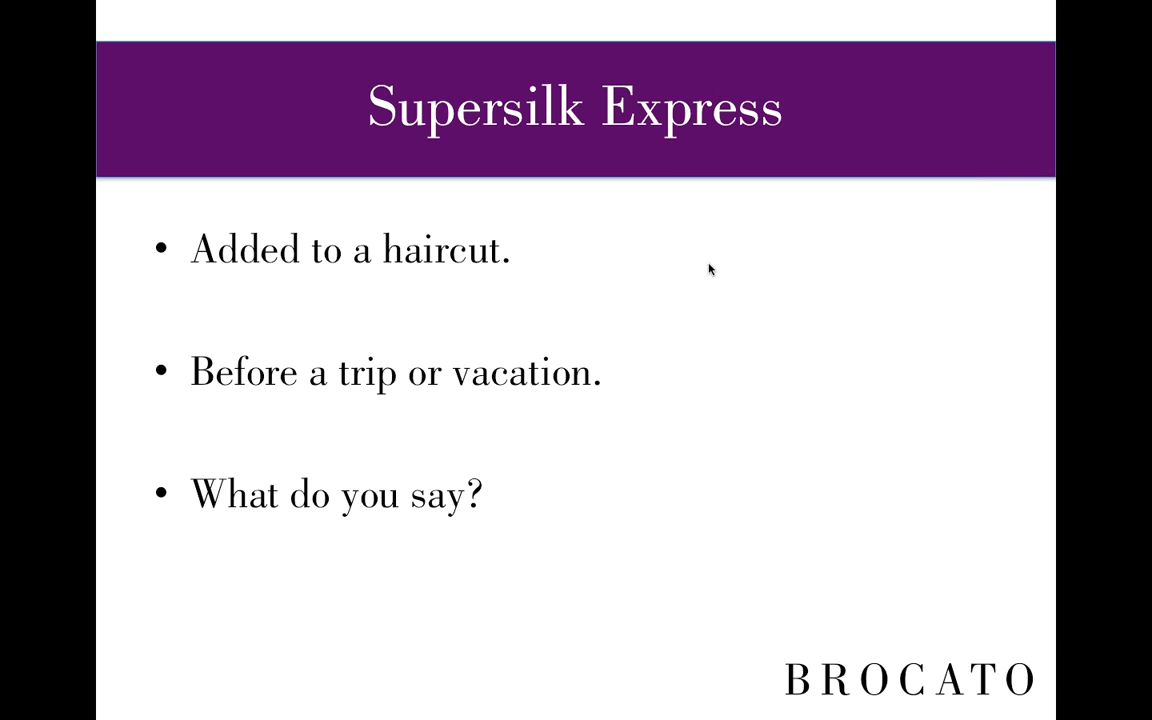 Supersilk Express
• Added to a haircut.
• Before a trip or vacation.
• What do you say?
BROCATO